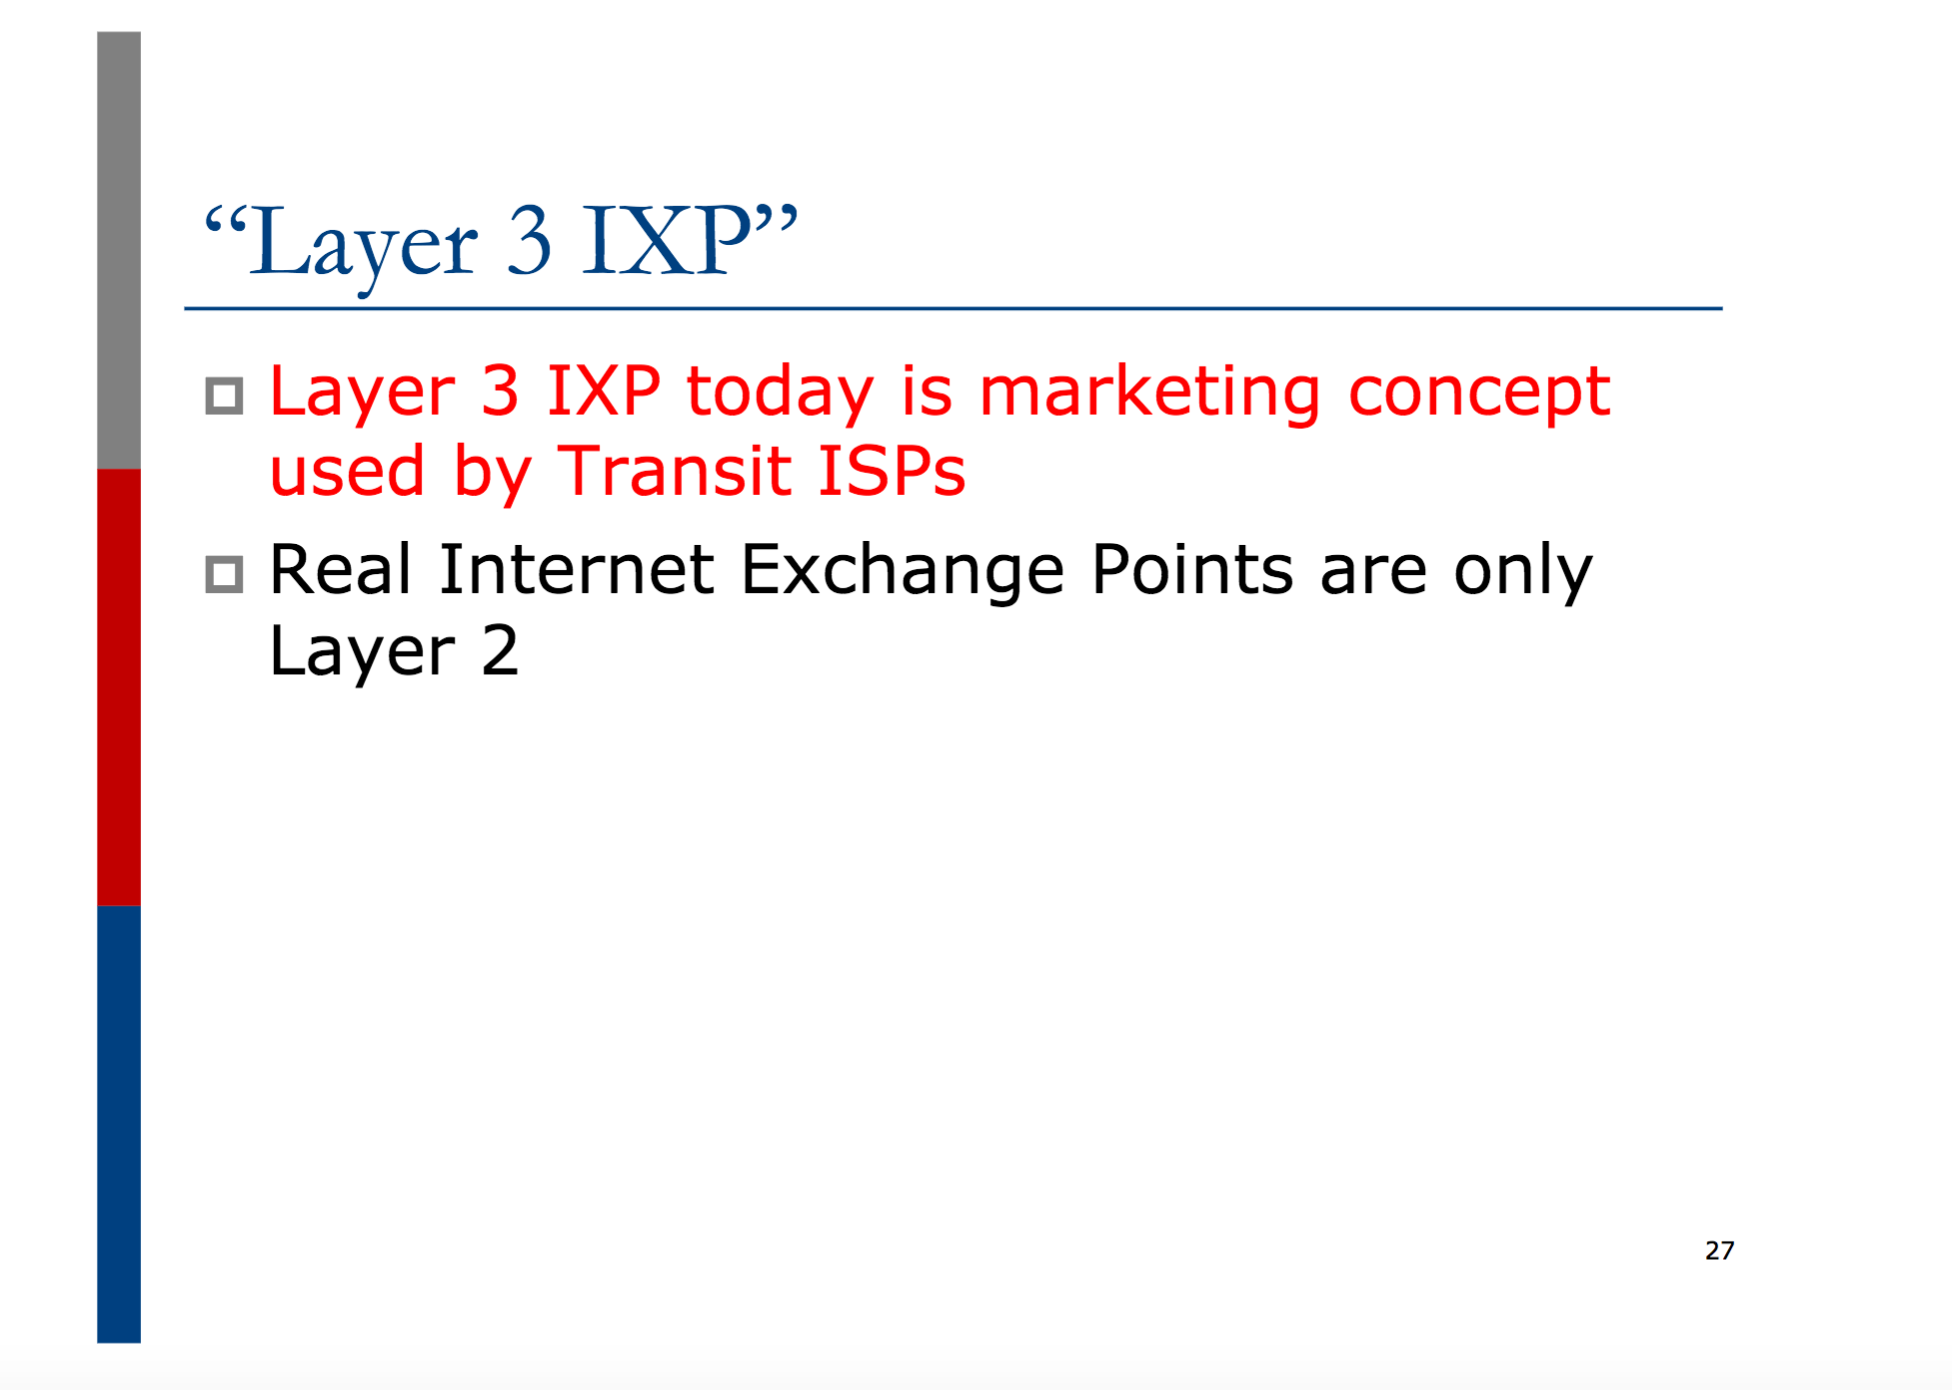 “Layer 3 IXP”
Layer 3 IXP today is marketing concept
used by Transit ISPs
Real Internet Exchange Points are only
Layer 2
27